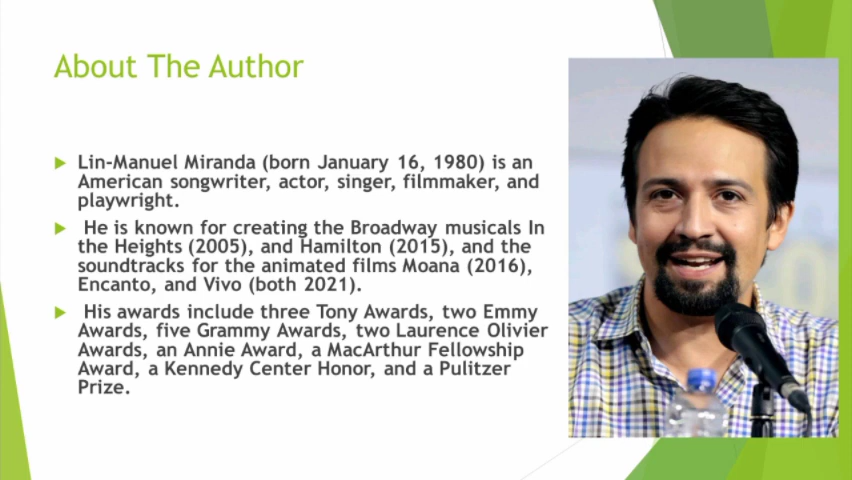 About The Author
Lin-Manuel Miranda (born January 16, 1980) is an
American songwriter, actor, singer, filmmaker, and
playwright.
He is known for creating the Broadway musicals In
the Heights (2005), and Hamilton (2015), and the
soundtracks for the animated films Moana (2016),
Encanto, and Vivo (both 2021).
His awards include three Tony Awards, two Emmy
Awards, five Grammy Awards, two Laurence Olivier
Awards, an Annie Award, a MacArthur Fellowship
Award, a Kennedy Center Honor, and a Pulitzer
Prize.